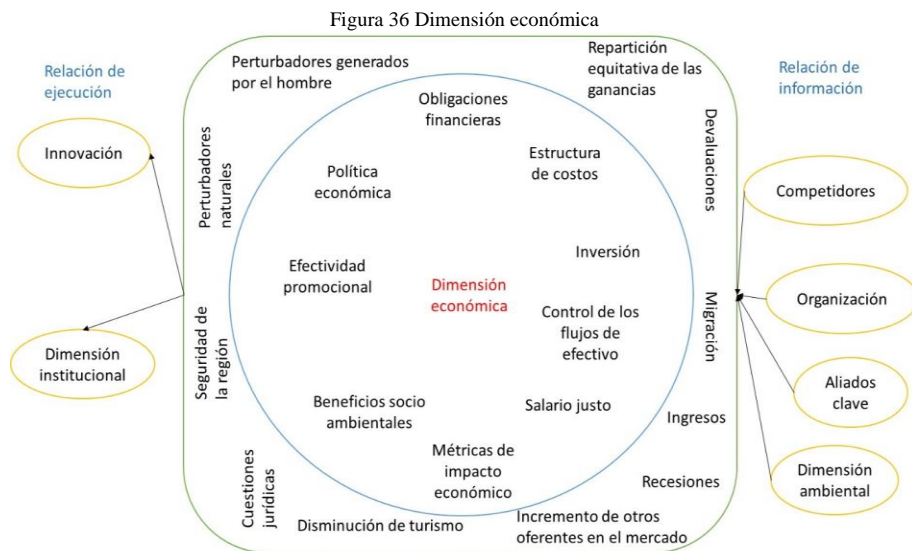 Figura 36 Dimensión económica
Relación de
ejecución
Innovación
Dimensión
institucional
Perturbadores generados
por el hombre
Repartición
equitativa de las
ganancias
Perturbadores
naturales
Seguridad de
la región
Cuestiones
jurídicas
Disminución de turismo
Incremento de otros
oferentes en el mercado
Recesiones
Ingresos
Migración
Devaluaciones
Obligaciones
financieras
Política
económica
Estructura
de costos
Efectividad
promocional
Dimensión
económica
Inversión
Control de los
flujos de
efectivo
Beneficios socio
ambientales
Salario justo
Métricas de
impacto
económico
Relación de
información
Competidores
Organización
Aliados
clave
Dimensión
ambiental